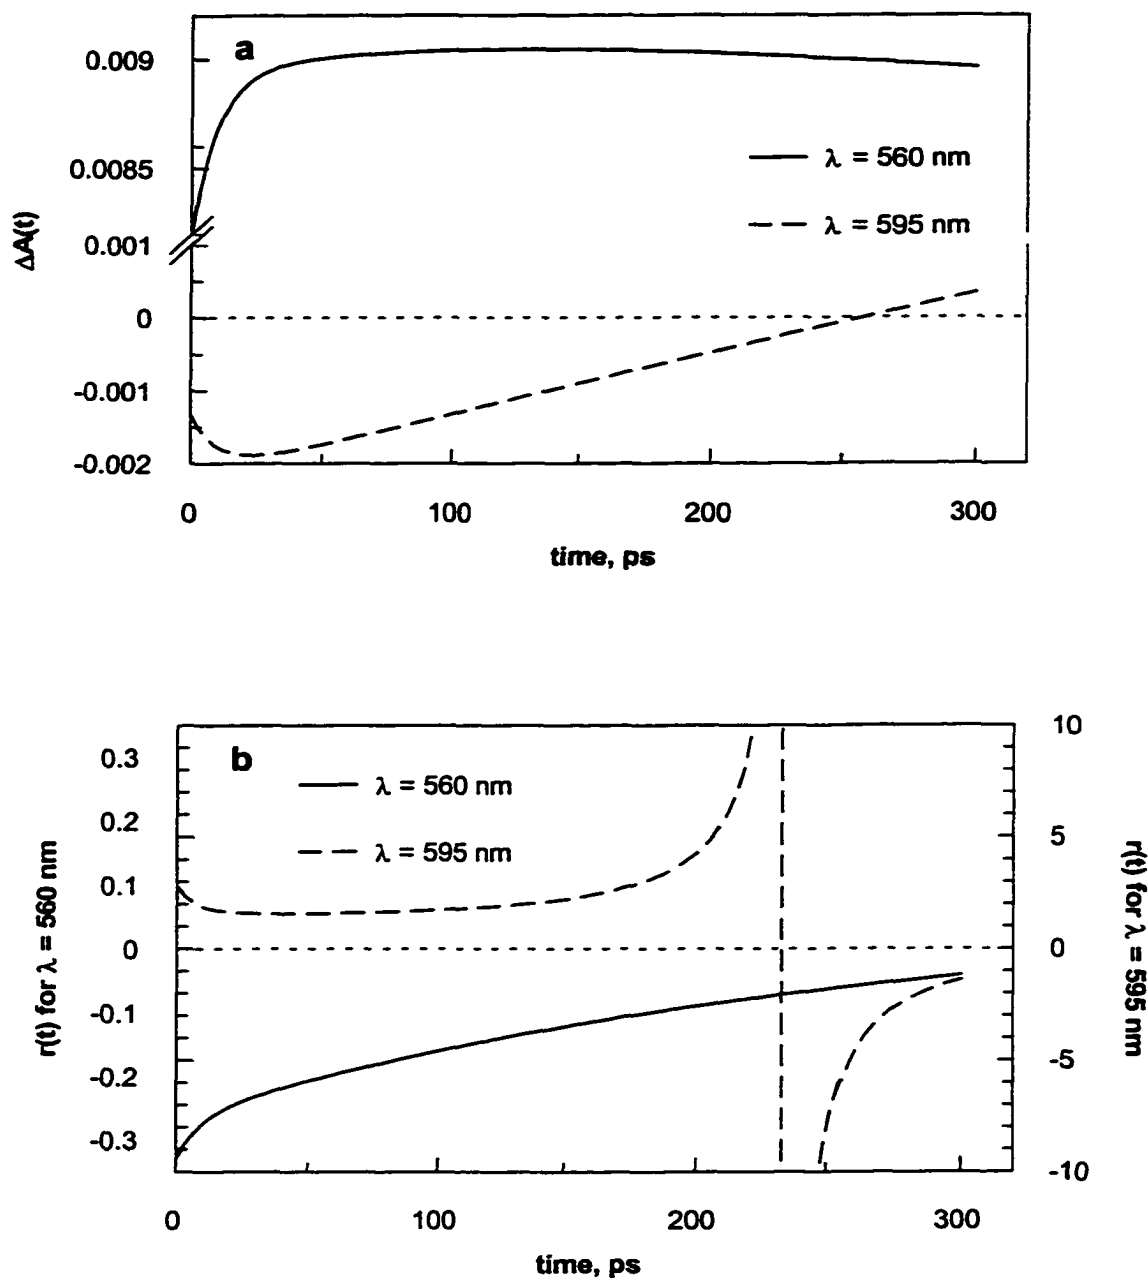 a
0.009
0.0085
0.001
0
-0.001
-0.002
ΔA(t)
λ = 560 nm
λ = 595 nm
0 100 200 300
time, ps
b
0.3
0.2
0.1
0
-0.1
-0.2
-0.3
r(t) for λ = 560 nm
λ = 560 nm
λ = 595 nm
10
5
0
-5
-10
r(t) for λ = 595 nm
0 100 200 300
time, ps